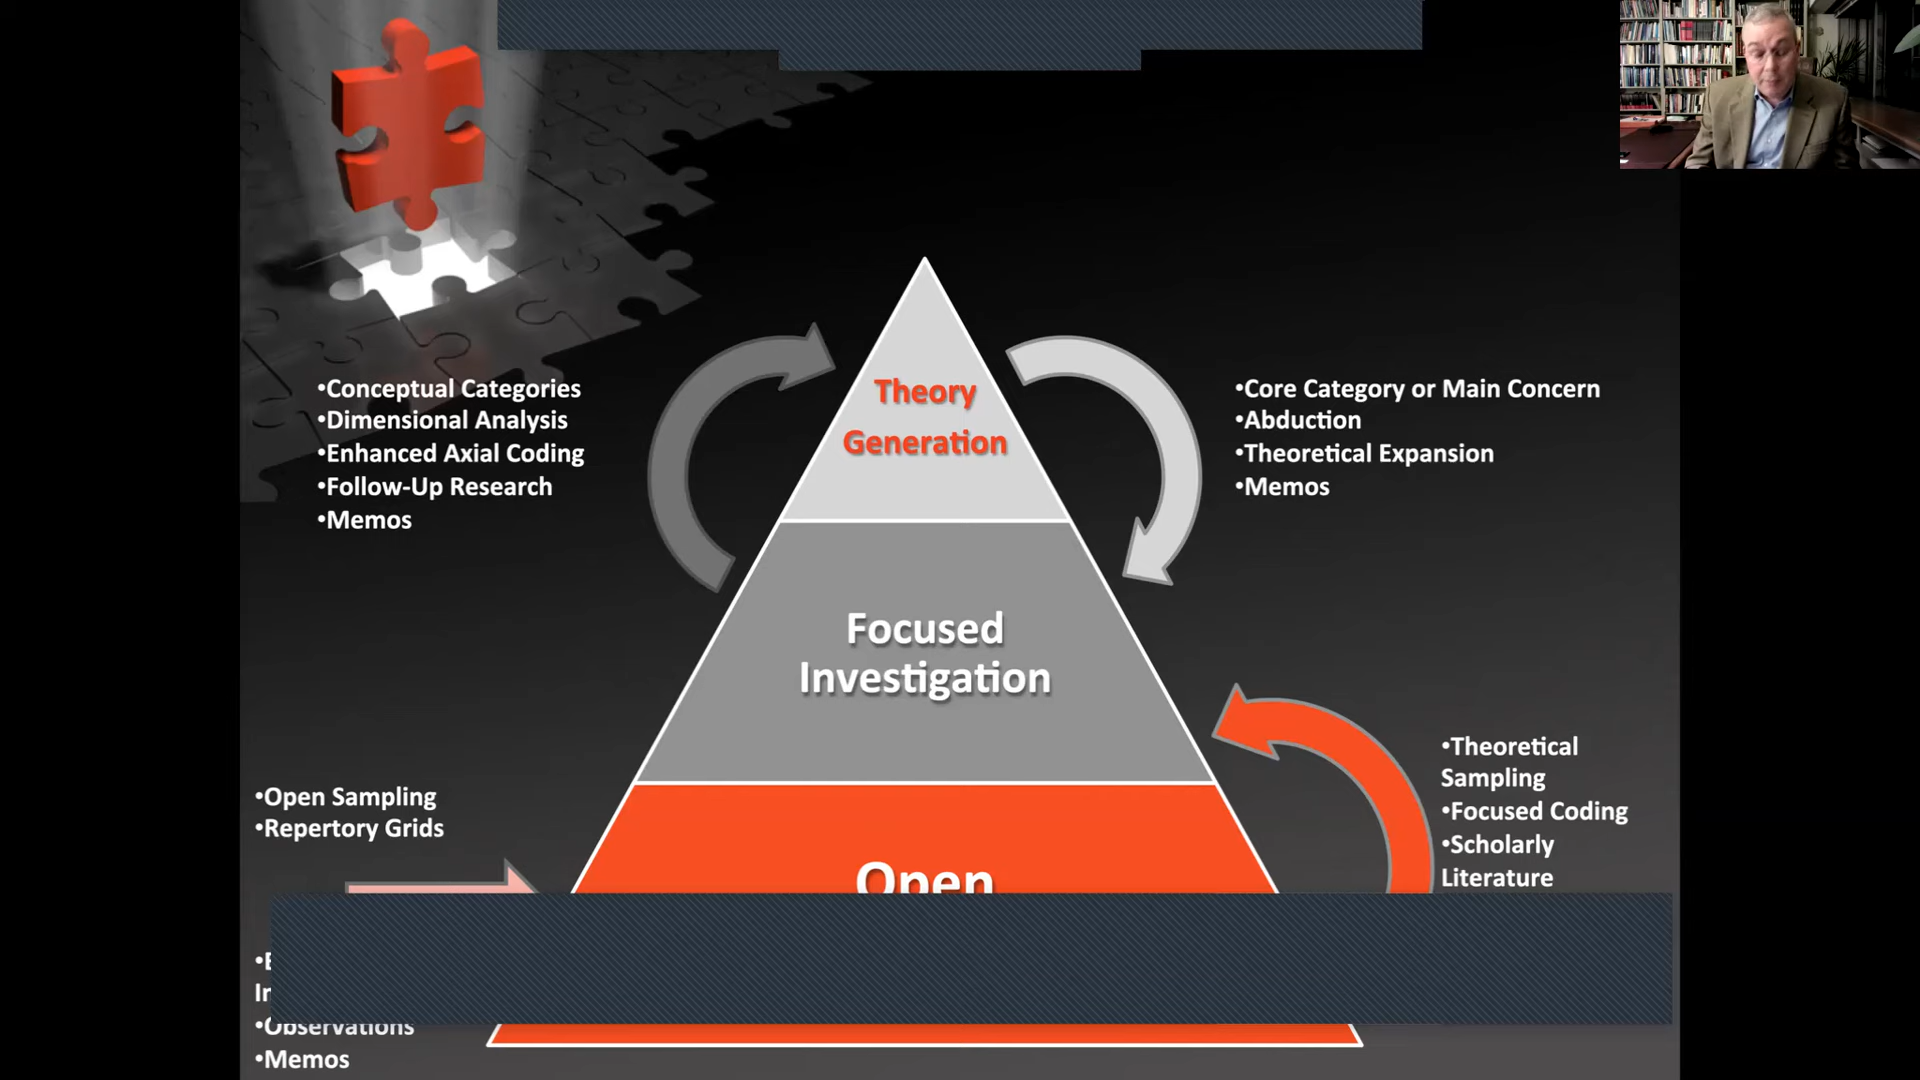 Theory
Generation
•Conceptual Categories
•Dimensional Analysis
•Enhanced Axial Coding
•Follow-Up Research
•Memos
•Core Category or Main Concern
•Abduction
•Theoretical Expansion
•Memos
Focused
Investigation
•Theoretical
Sampling
•Focused Coding
•Scholarly
Literature
•Open Sampling
•Repertory Grids
Open
•Observations
•Memos